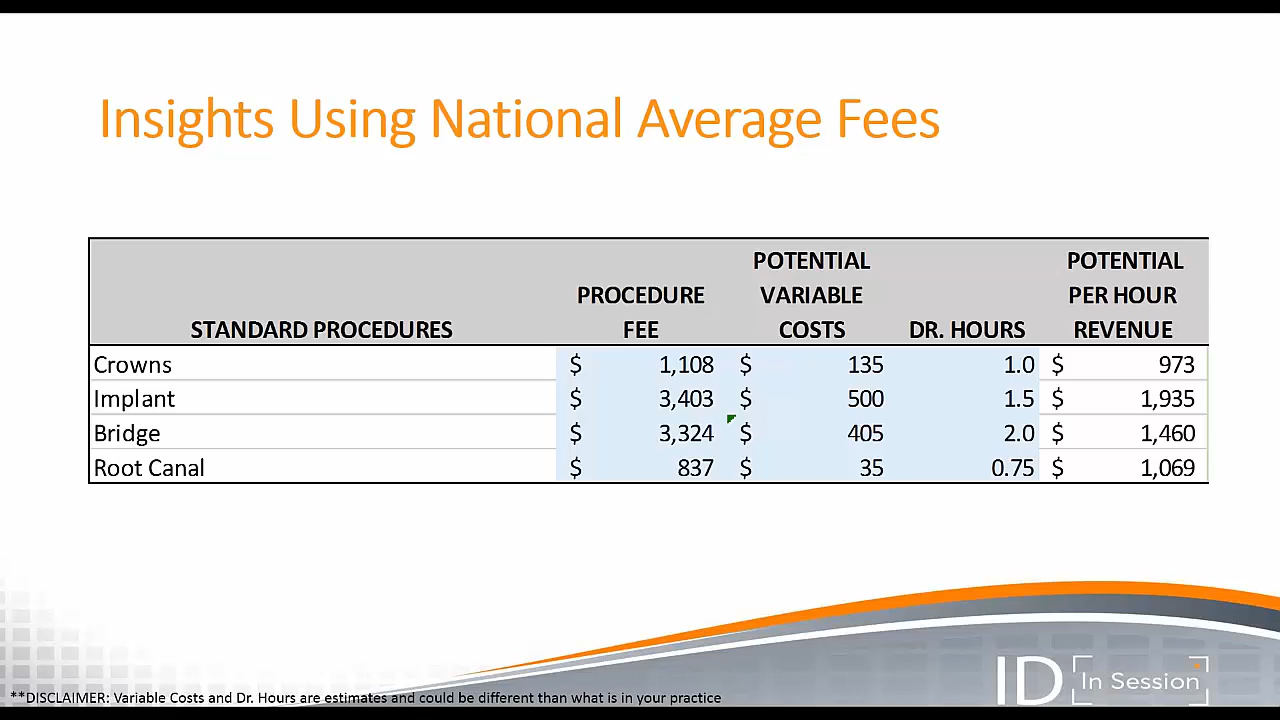 Insights Using National Average Fees
STANDARD PROCEDURES PROCEDURE FEE POTENTIAL VARIABLE COSTS DR. HOURS POTENTIAL PER HOUR REVENUE
Crowns $ 1,108 $ 135 1.0 $ 973
Implant $ 3,403 $ 500 1.5 $ 1,935
Bridge $ 3,324 $ 405 2.0 $ 1,460
Root Canal $ 837 $ 35 0.75 $ 1,069
ID In Session
**DISCLAIMER: Variable Costs and Dr. Hours are estimates and could be different than what is in your practice